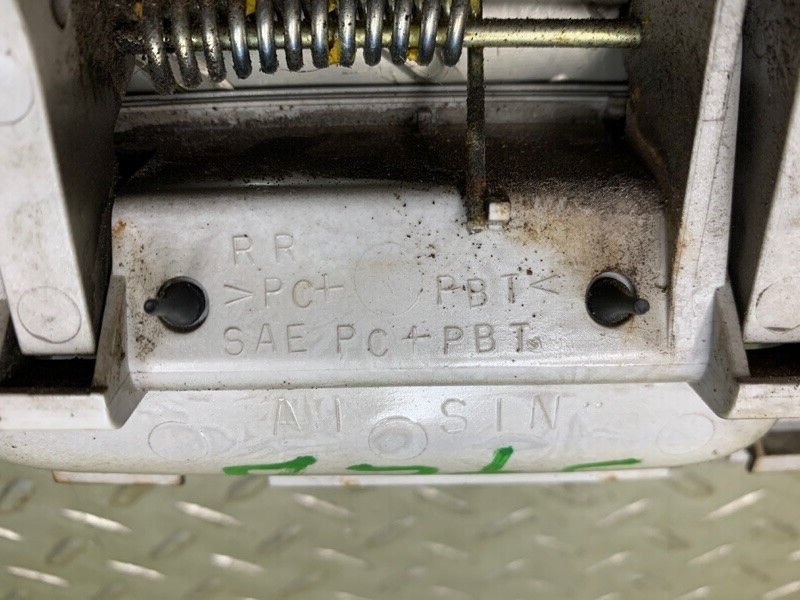 RR
>PC+ PBT<
SAE PC+PBT
AISIN